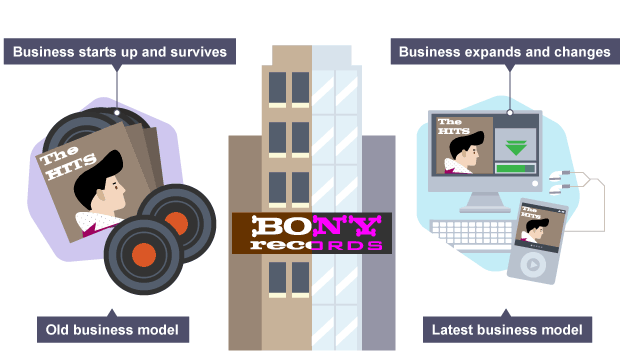 Business starts up and survives
Business expands and changes
The
HITS
BONY
recORDS
The
HITS
The
HITS
Old business model
Latest business model